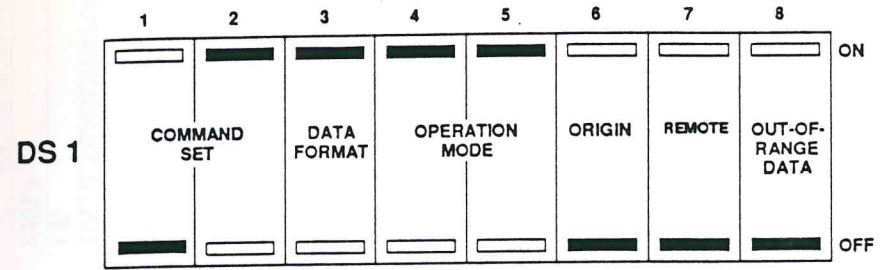 1 2 3 4 5 6 7 8
ON
DS 1
COMMAND SET
DATA FORMAT
OPERATION MODE
ORIGIN
REMOTE
OUT-OF-RANGE DATA
OFF